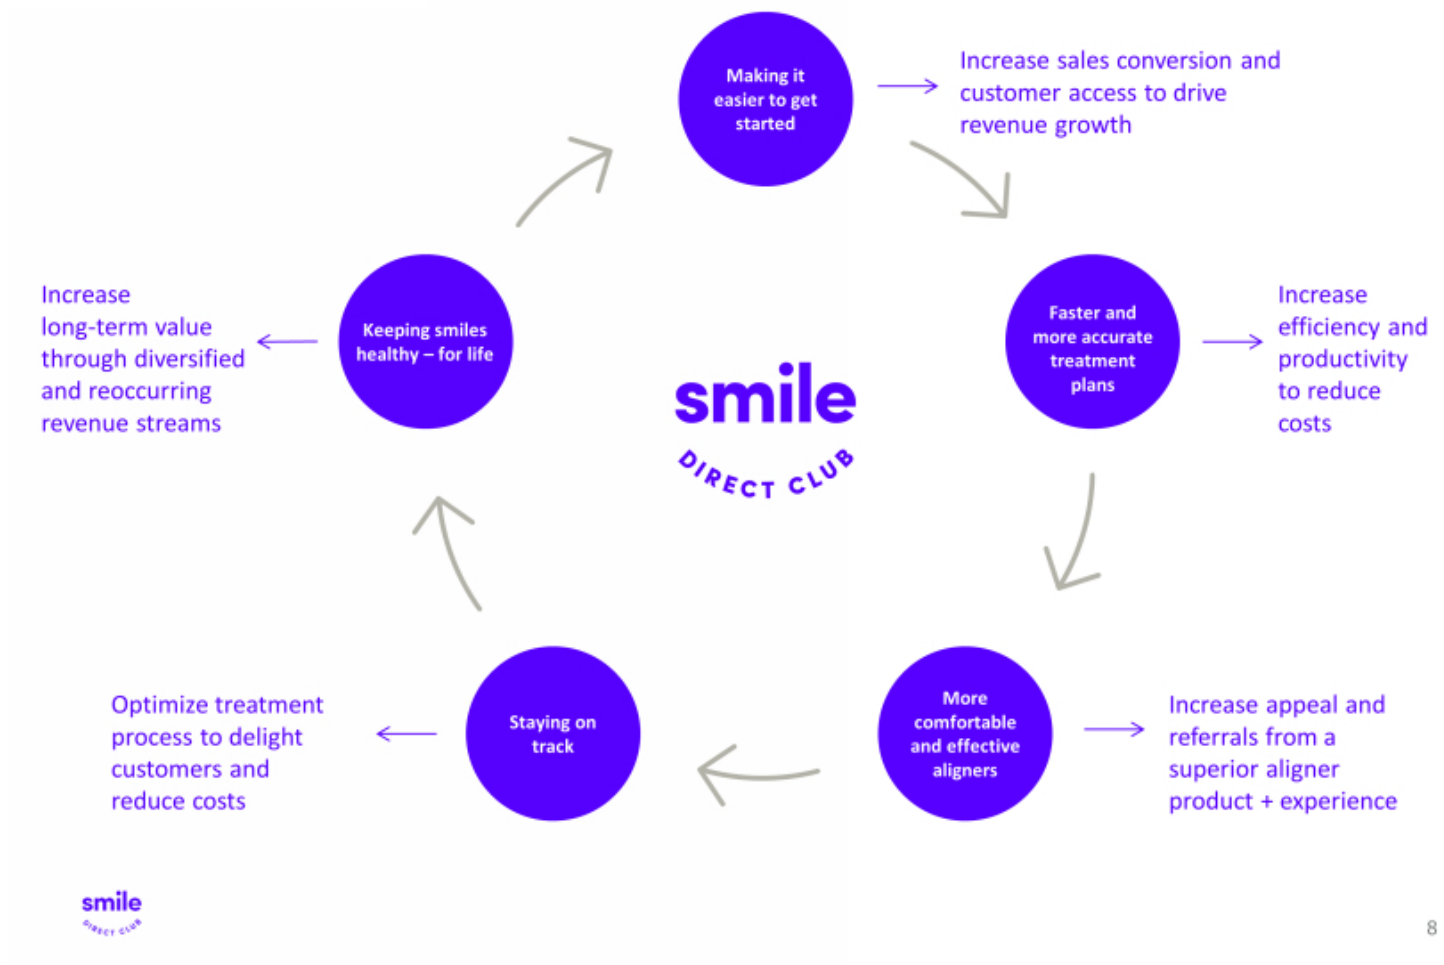 Making it
easier to get
started
Increase sales conversion and
customer access to drive
revenue growth
Faster and
more accurate
treatment
plans
Increase
efficiency and
productivity
to reduce
costs
More
comfortable
and effective
aligners
Increase appeal and
referrals from a
superior aligner
product + experience
Staying on
track
Optimize treatment
process to delight
customers and
reduce costs
Keeping smiles
healthy – for life
Increase
long-term value
through diversified
and reoccurring
revenue streams
smile
DIRECT CLUB
smile
DIRECT CLUB
8